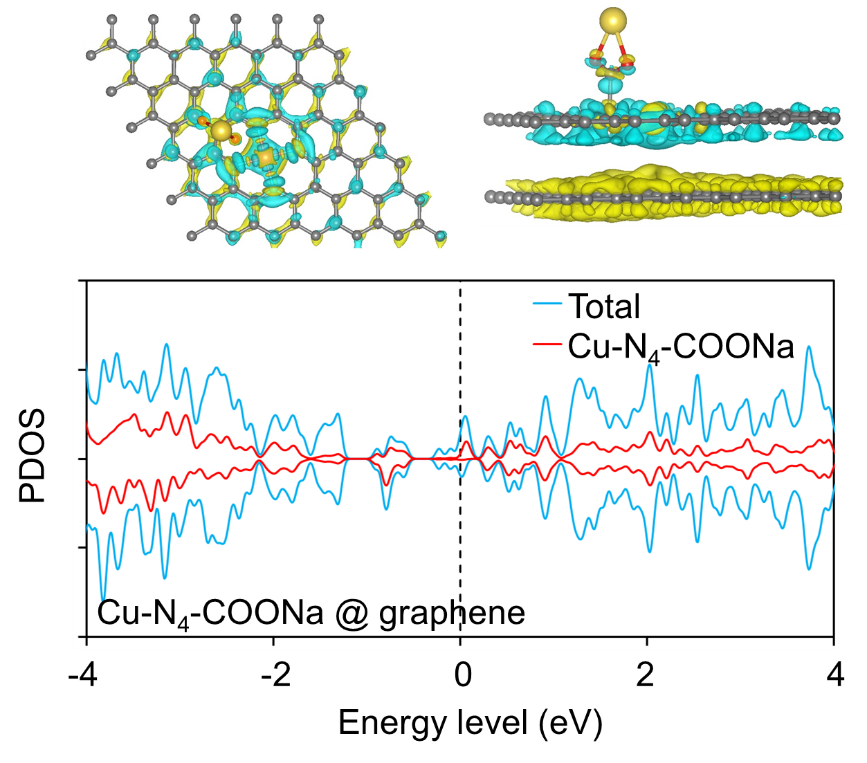 Total
Cu-N₄-COONa
PDOS
Cu-N₄-COONa @ graphene
-4 -2 0 2 4
Energy level (eV)